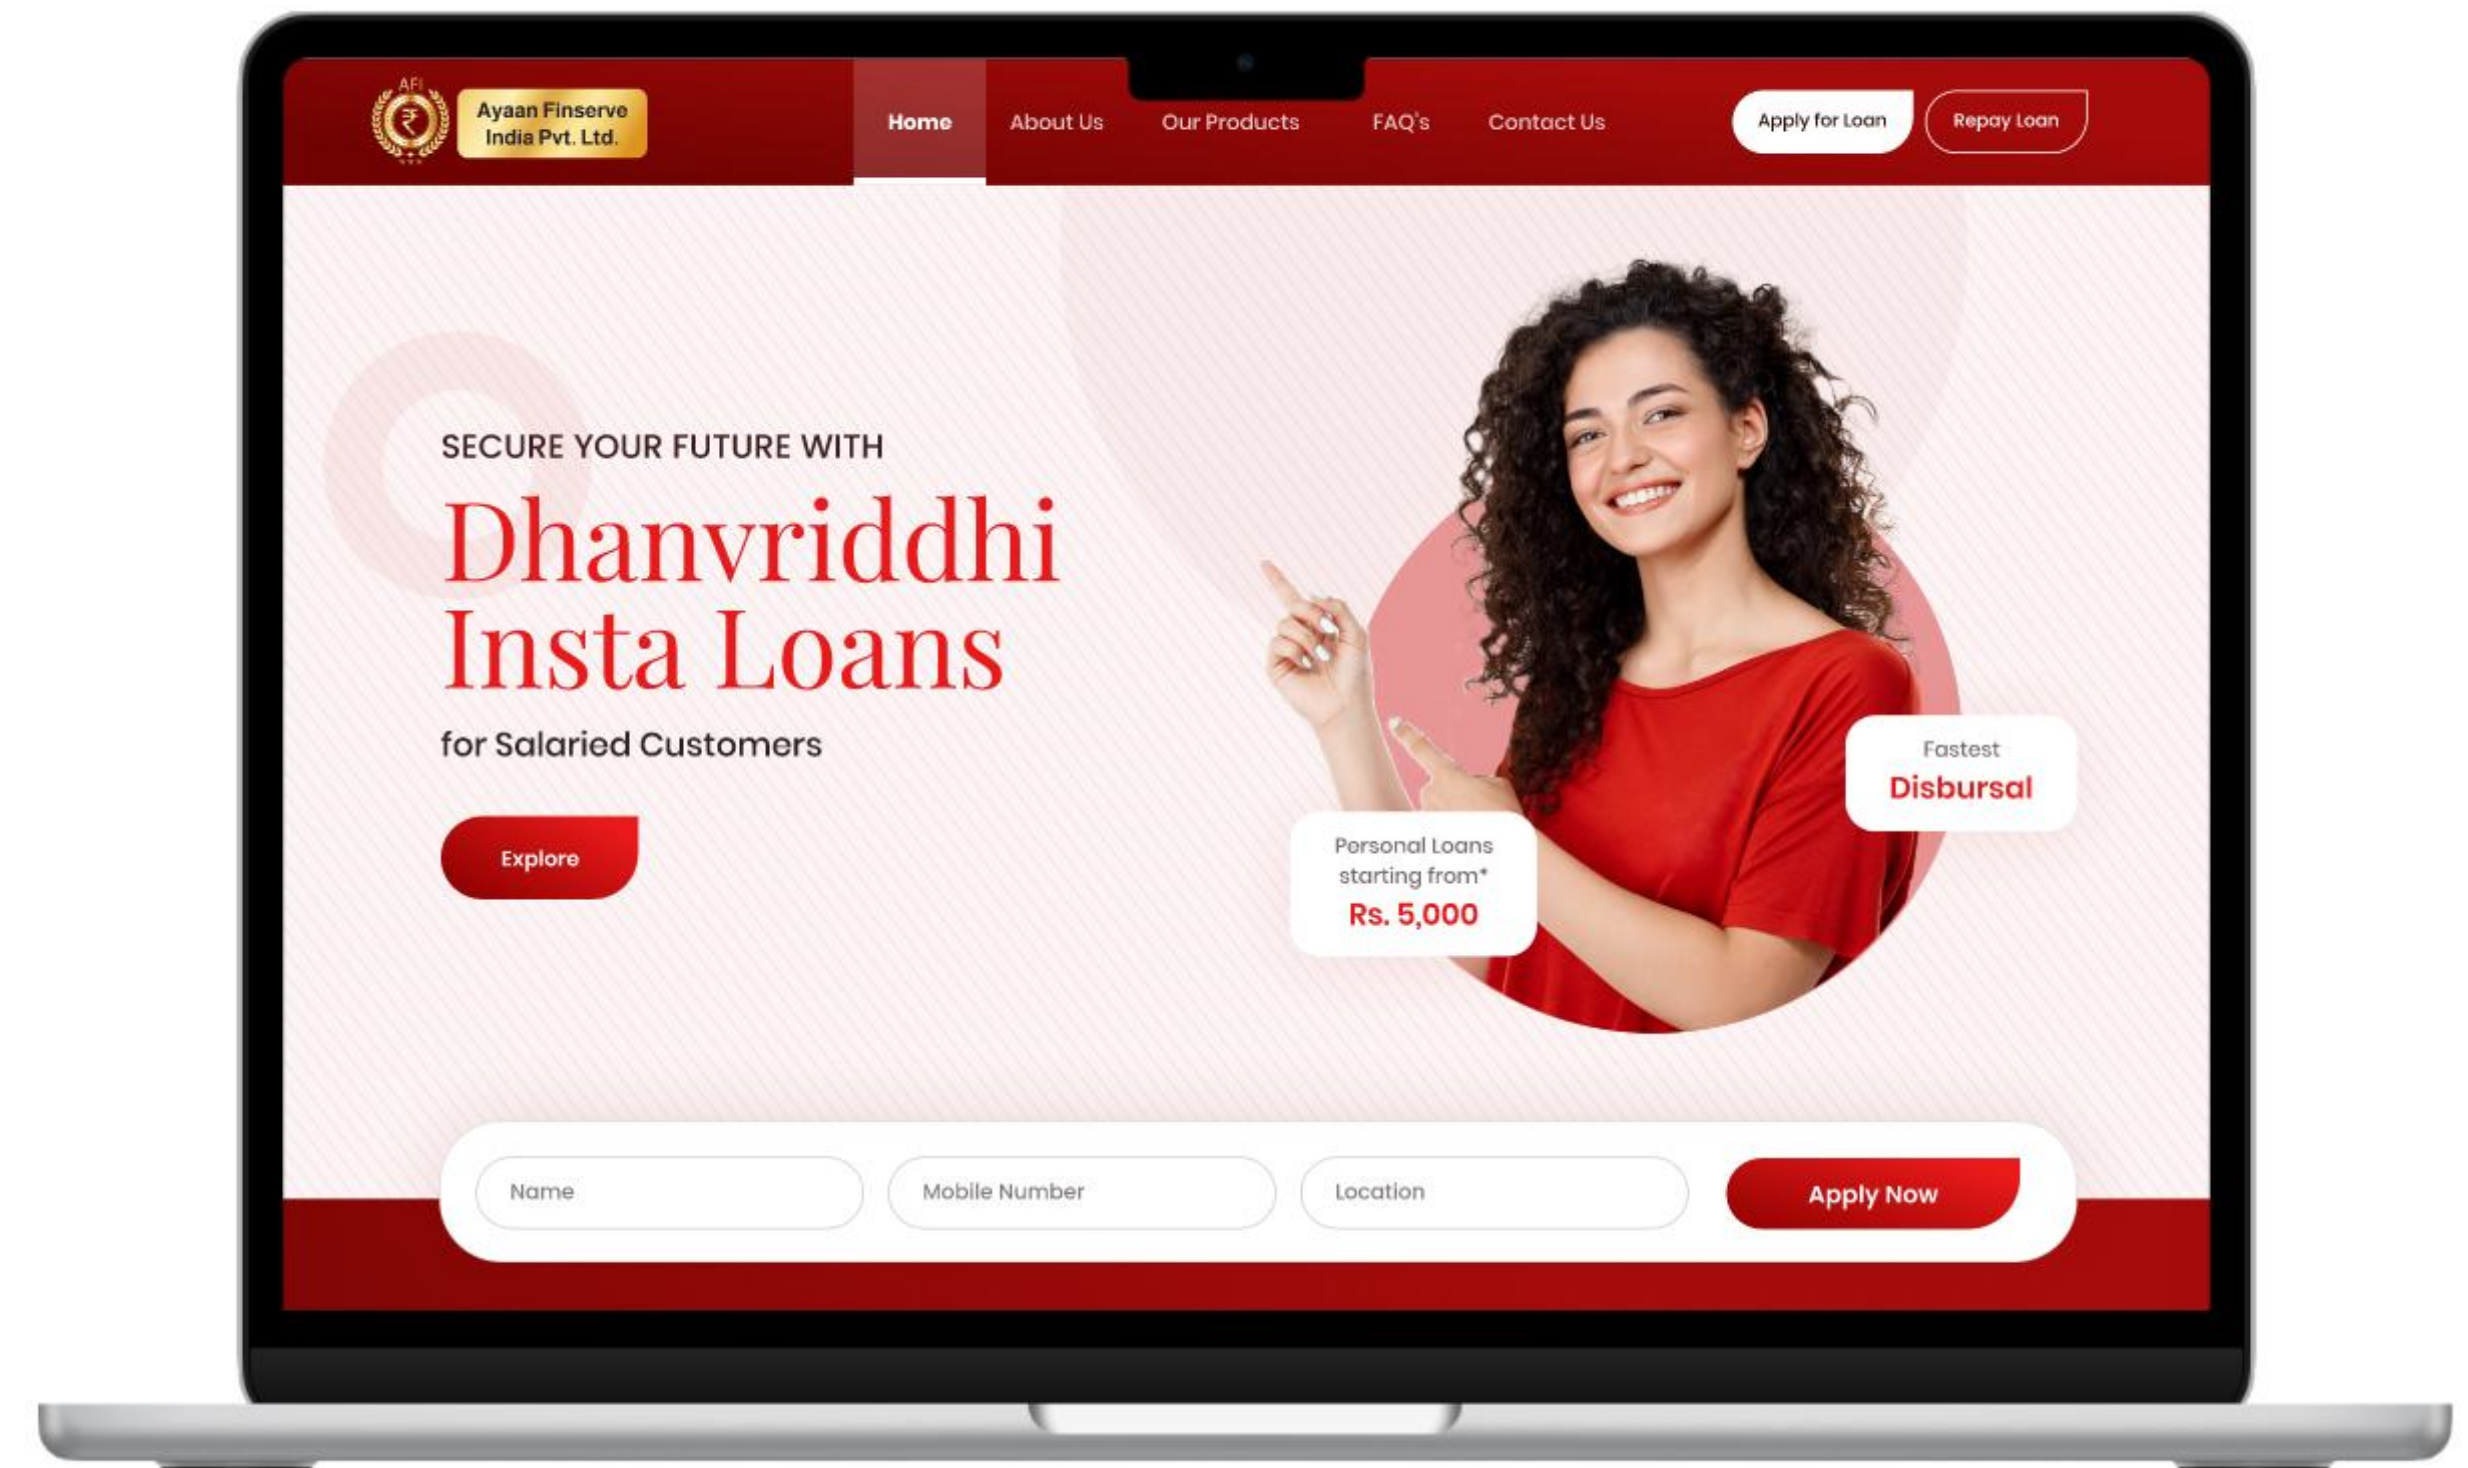 AFI
Ayaan Finserve
India Pvt. Ltd.
Home
About Us
Our Products
FAQ's
Contact Us
Apply for Loan
Repay Loan
SECURE YOUR FUTURE WITH
Dhanvriddhi
Insta Loans
for Salaried Customers
Explore
Fastest
Disbursal
Personal Loans
starting from*
Rs. 5,000
Name
Mobile Number
Location
Apply Now